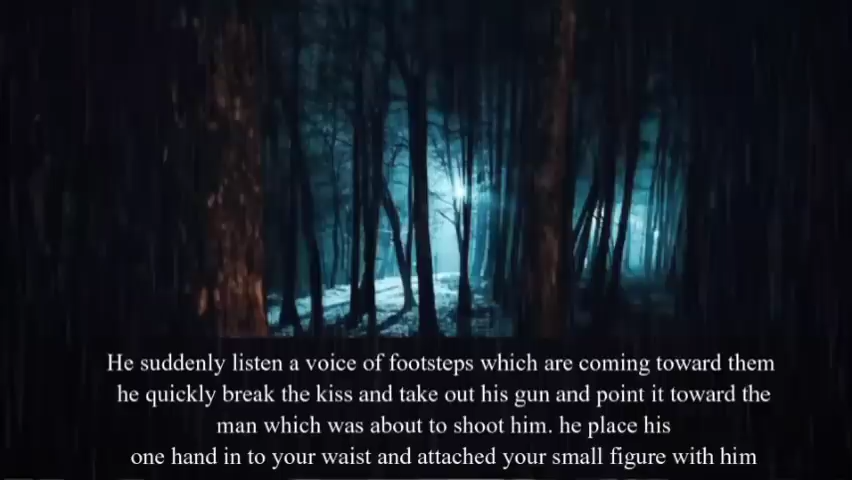 He suddenly listen a voice of footsteps which are coming toward them
he quickly break the kiss and take out his gun and point it toward the
man which was about to shoot him. he place his
one hand in to your waist and attached your small figure with him